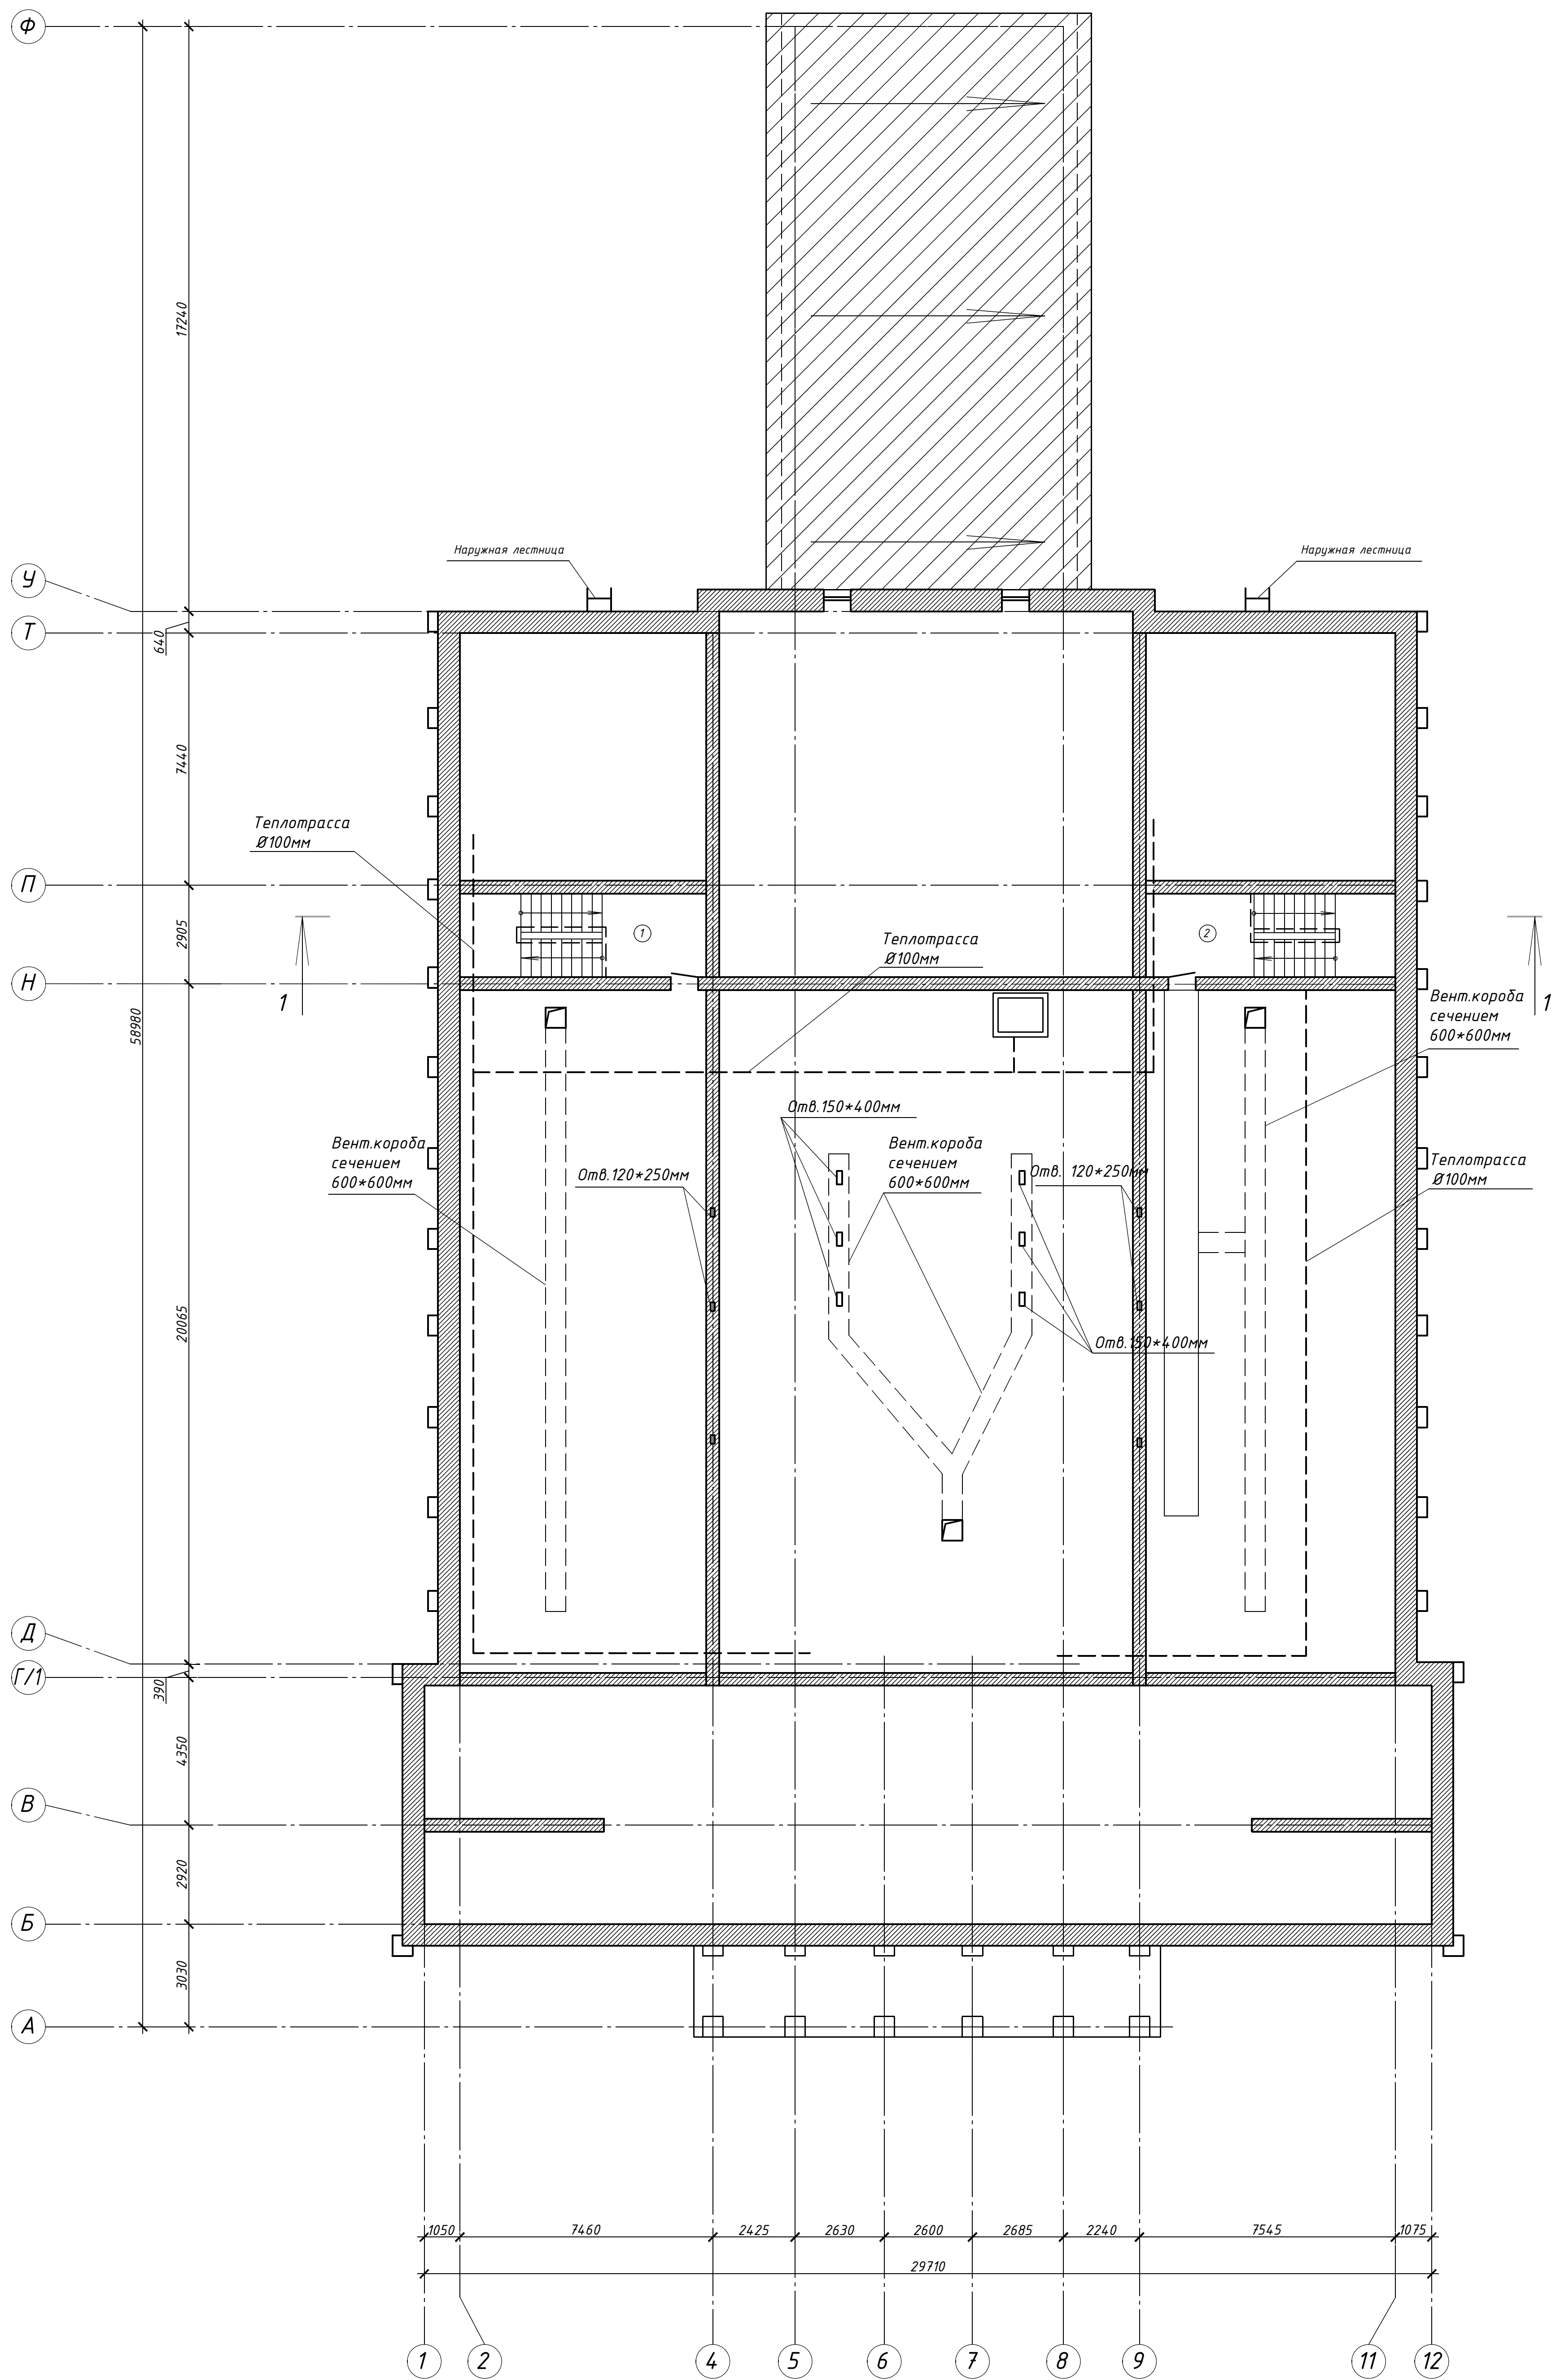 Ф
17240
Наружная лестница
Наружная лестница
У
Т
640
7440
Теплотрасса
Ø100мм
П
2905
1
2
Теплотрасса
Ø100мм
Н
1
1
Вент.короба
сечением
600*600мм
58980
Отв.150*400мм
Вент.короба
сечением
600*600мм
Отв.120*250мм
Вент.короба
сечением
600*600мм
Отв. 120*250мм
Теплотрасса
Ø100мм
20065
Отв.150*400мм
Д
Г/1
390
4350
В
2920
Б
3030
А
1050
7460
2425
2630
2600
2685
2240
7545
1075
29710
1
2
4
5
6
7
8
9
11
12